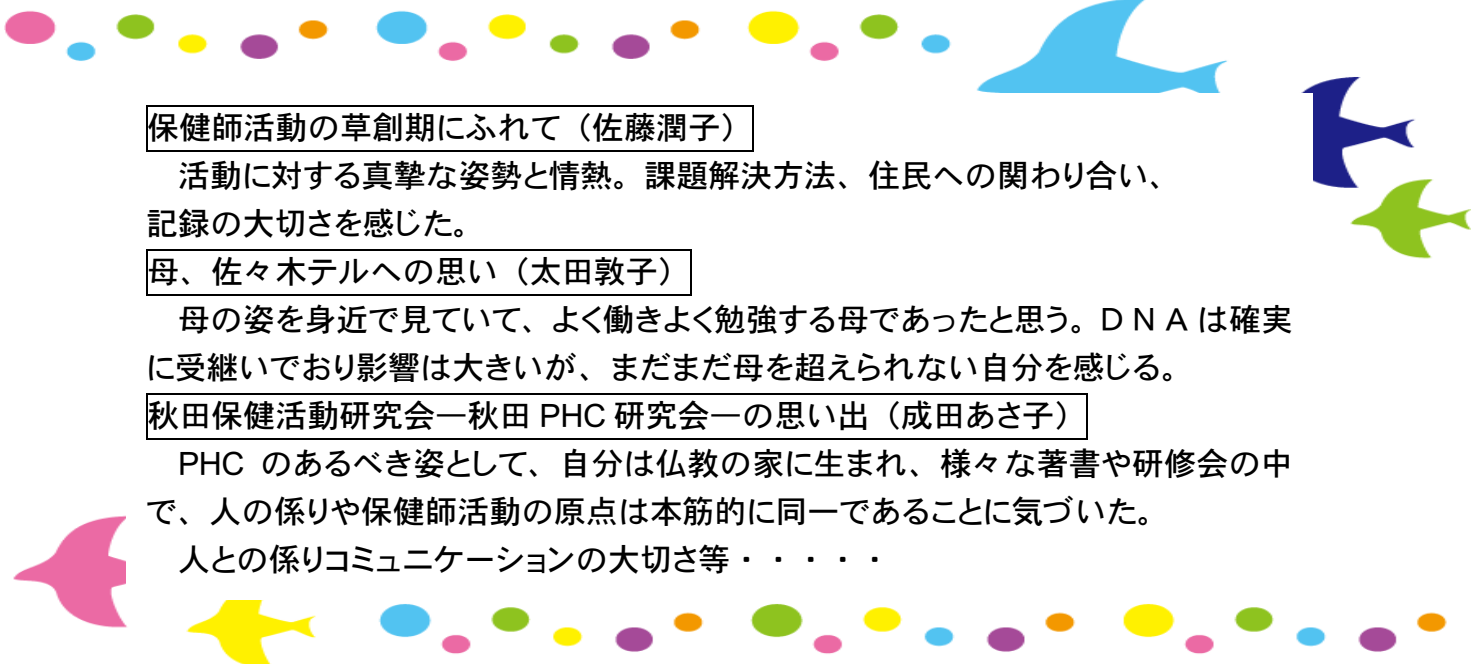 保健師活動の草創期にふれて（佐藤潤子）
活動に対する真摯な姿勢と情熱。課題解決方法、住民への関わり合い、
記録の大切さを感じた。
母、佐々木テルへの思い（太田敦子）
母の姿を身近で見ていて、よく働きよく勉強する母であったと思う。ＤＮＡは確実
に受継いでおり影響は大きいが、まだまだ母を超えられない自分を感じる。
秋田保健活動研究会―秋田 PHC 研究会―の思い出（成田あさ子）
PHC のあるべき姿として、自分は仏教の家に生まれ、様々な著書や研修会の中
で、人の係りや保健師活動の原点は本筋的に同一であることに気づいた。
人との係りコミュニケーションの大切さ等・・・・・